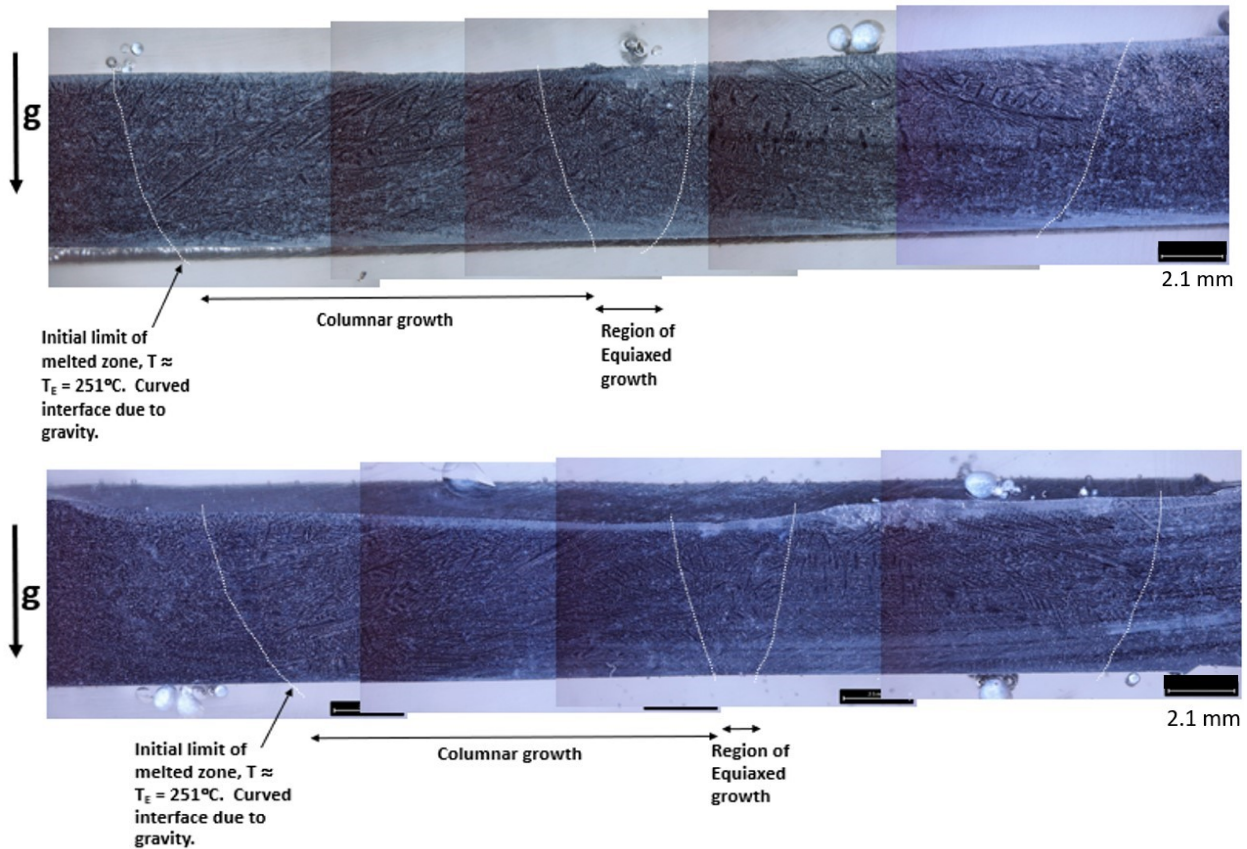 g
2.1 mm
Columnar growth
Initial limit of
melted zone, T ≈
T_E = 251°C. Curved
interface due to
gravity.
Region of
Equiaxed
growth
g
2.1 mm
Columnar growth
Initial limit of
melted zone, T ≈
T_E = 251°C. Curved
interface due to
gravity.
Region of
Equiaxed
growth